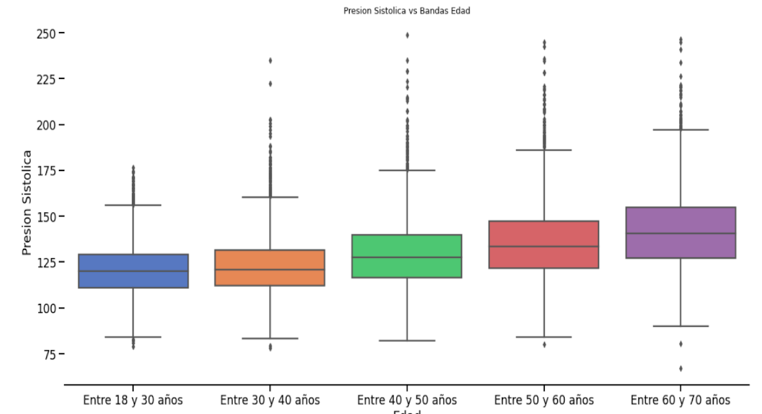 Presion Sistolica vs Bandas Edad
250
225
200
175
150
125
100
75
Presion Sistolica
Entre 18 y 30 años
Entre 30 y 40 años
Entre 40 y 50 años
Entre 50 y 60 años
Entre 60 y 70 años
Edad